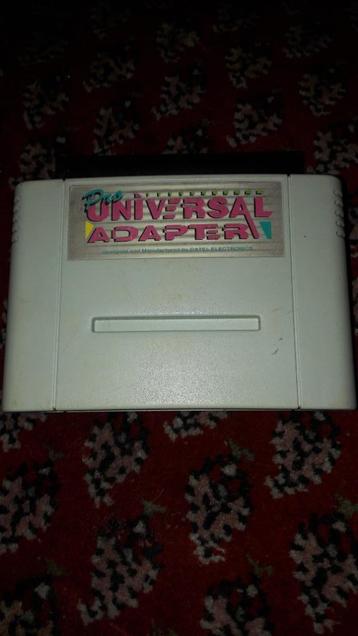 Pro
UNIVERSAL
ADAPTER
Designed and Manufactured by DATEL ELECTRONICS